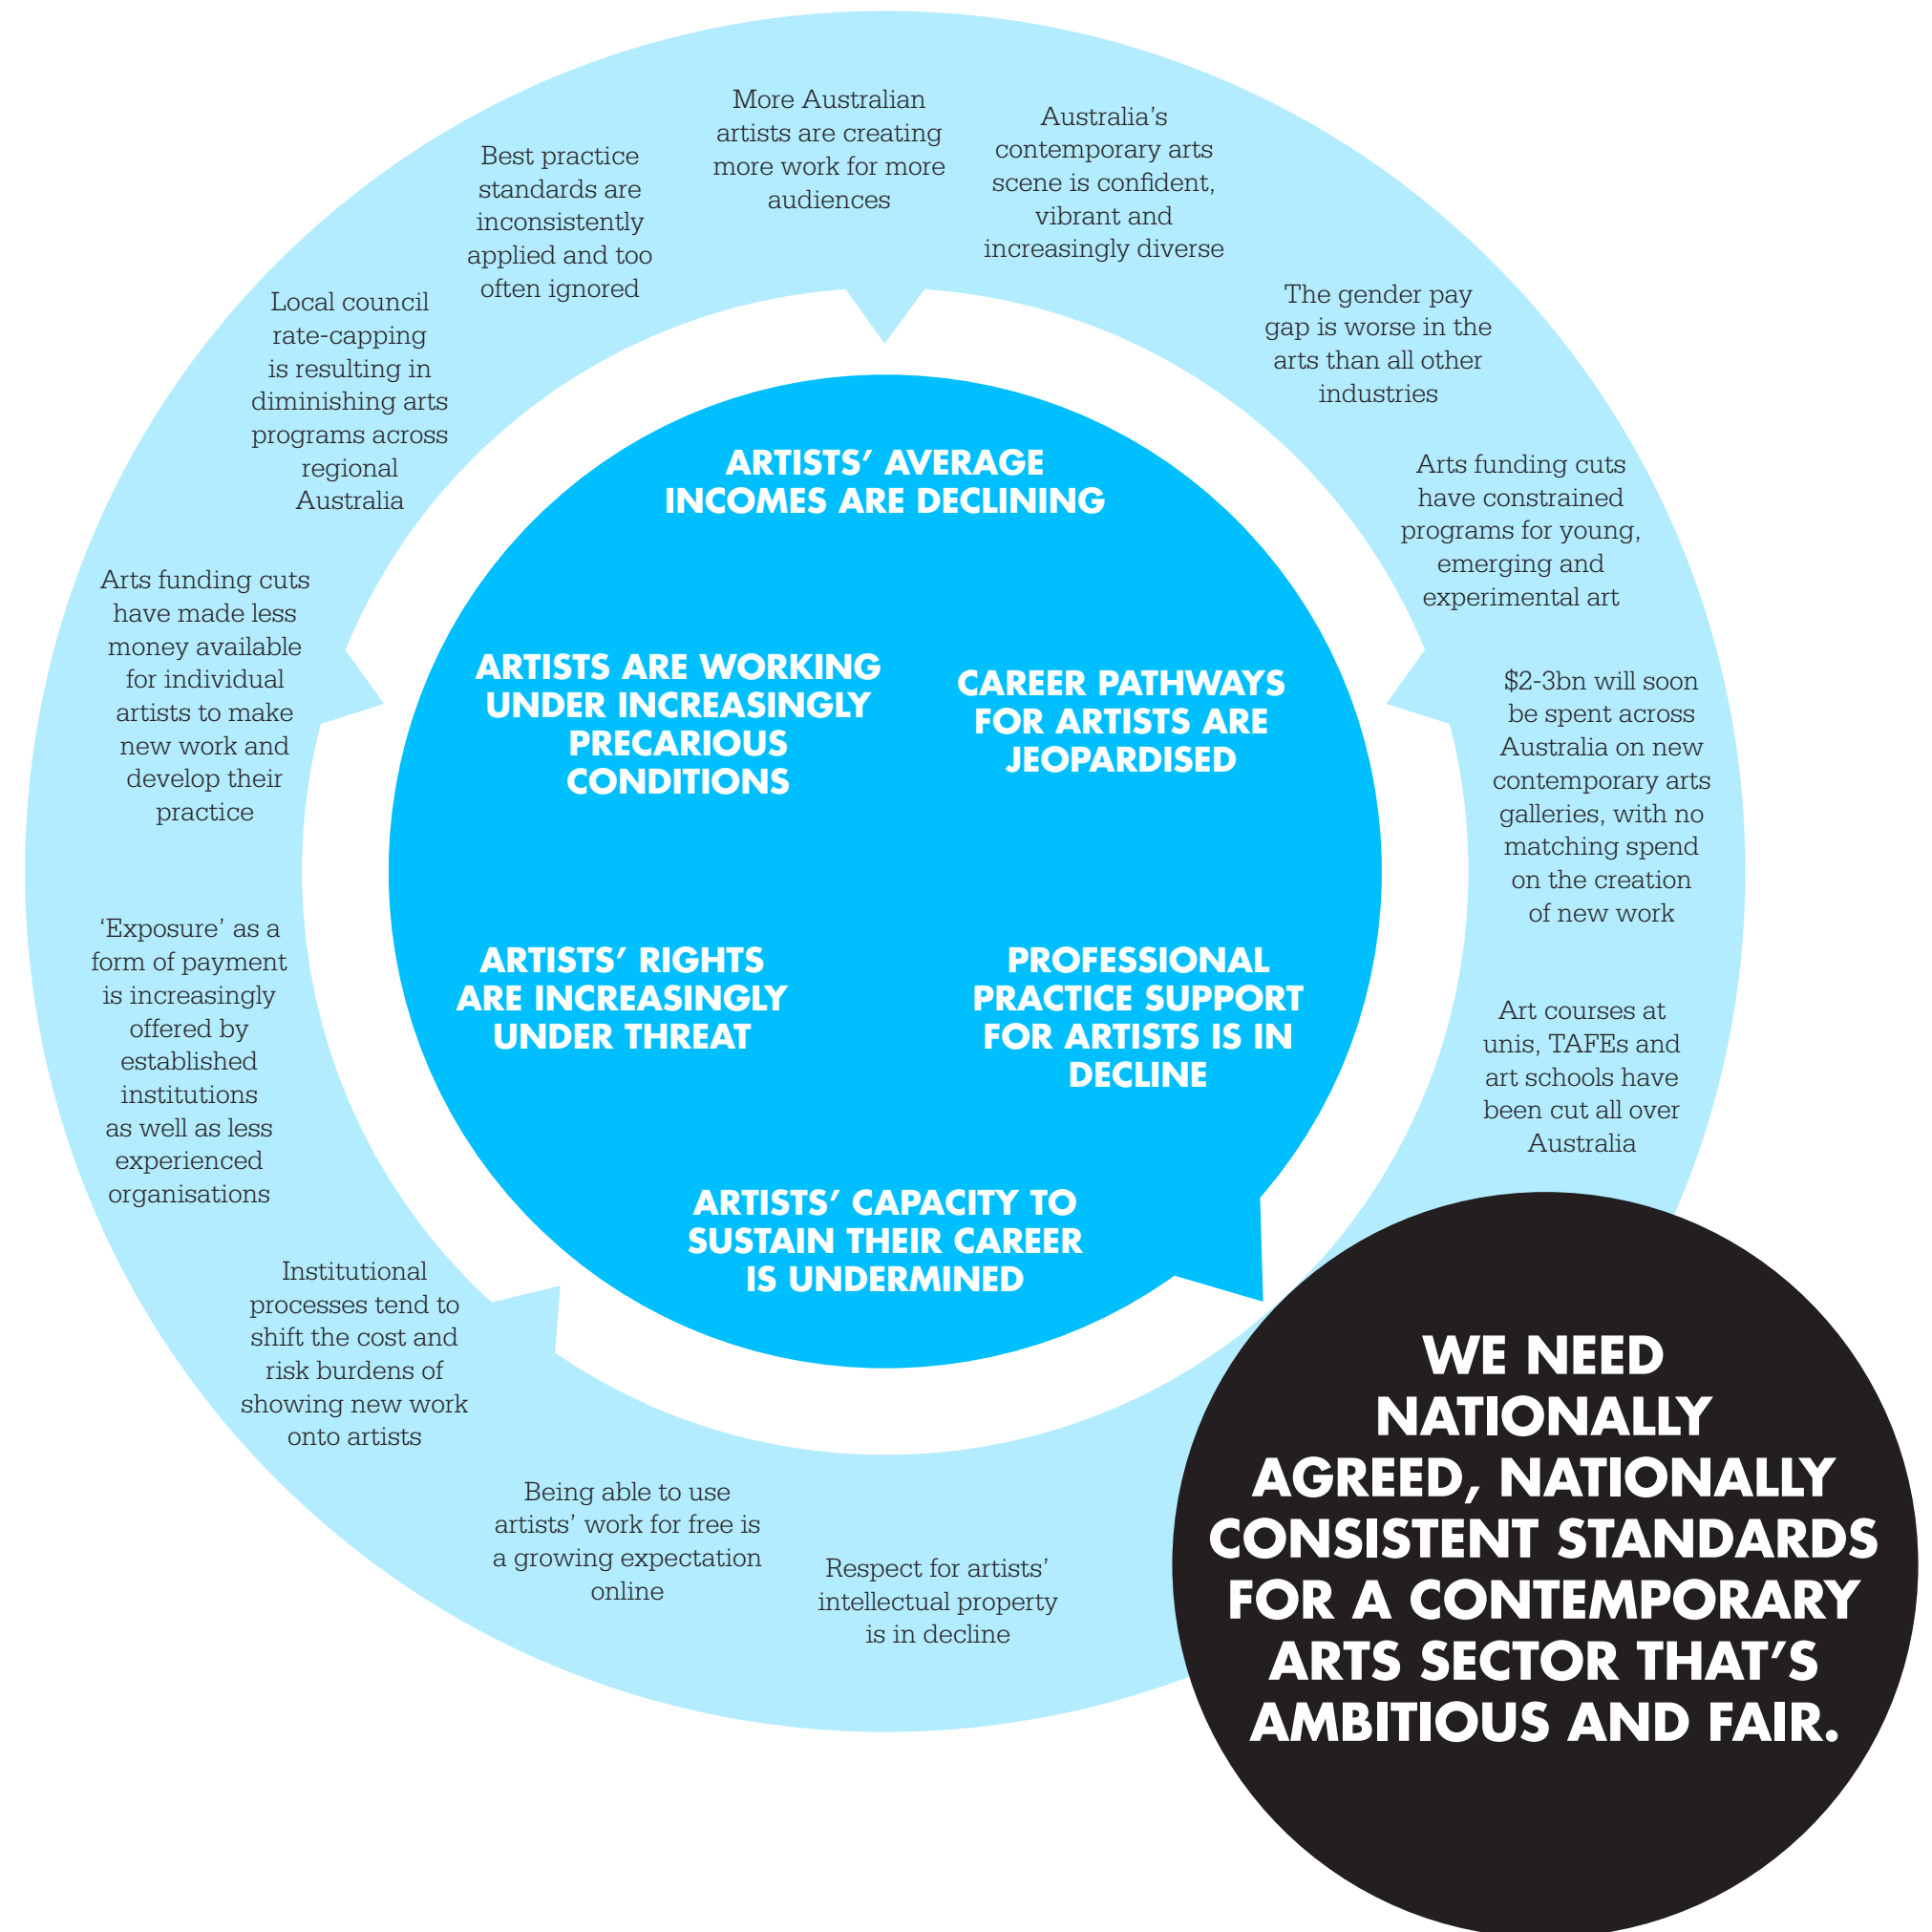 More Australian
artists are creating
more work for more
audiences
Australia’s
contemporary arts
scene is confident,
vibrant and
increasingly diverse
The gender pay
gap is worse in the
arts than all other
industries
Arts funding cuts
have constrained
programs for young,
emerging and
experimental art
$2-3bn will soon
be spent across
Australia on new
contemporary arts
galleries, with no
matching spend
on the creation
of new work
Art courses at
unis, TAFEs and
art schools have
been cut all over
Australia
Respect for artists’
intellectual property
is in decline
Being able to use
artists’ work for free is
a growing expectation
online
Institutional
processes tend to
shift the cost and
risk burdens of
showing new work
onto artists
‘Exposure’ as a
form of payment
is increasingly
offered by
established
institutions
as well as less
experienced
organisations
Arts funding cuts
have made less
money available
for individual
artists to make
new work and
develop their
practice
Local council
rate-capping
is resulting in
diminishing arts
programs across
regional
Australia
Best practice
standards are
inconsistently
applied and too
often ignored
ARTISTS’ AVERAGE
INCOMES ARE DECLINING
ARTISTS ARE WORKING
UNDER INCREASINGLY
PRECARIOUS
CONDITIONS
CAREER PATHWAYS
FOR ARTISTS ARE
JEOPARDISED
ARTISTS’ RIGHTS
ARE INCREASINGLY
UNDER THREAT
PROFESSIONAL
PRACTICE SUPPORT
FOR ARTISTS IS IN
DECLINE
ARTISTS’ CAPACITY TO
SUSTAIN THEIR CAREER
IS UNDERMINED
WE NEED
NATIONALLY
AGREED, NATIONALLY
CONSISTENT STANDARDS
FOR A CONTEMPORARY
ARTS SECTOR THAT’S
AMBITIOUS AND FAIR.